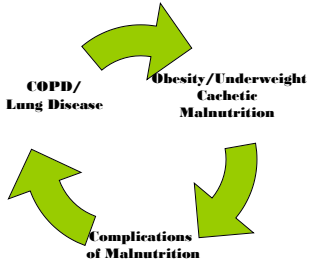 COPD/
Lung Disease
Obesity/Underweight
Cachetic
Malnutrition
Complications
of Malnutrition